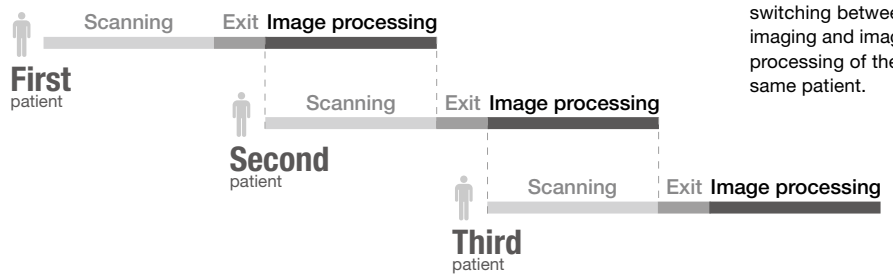 Scanning Exit Image processing
First
patient
switching betwee
imaging and imag
processing of the
same patient.
Scanning Exit Image processing
Second
patient
Scanning Exit Image processing
Third
patient